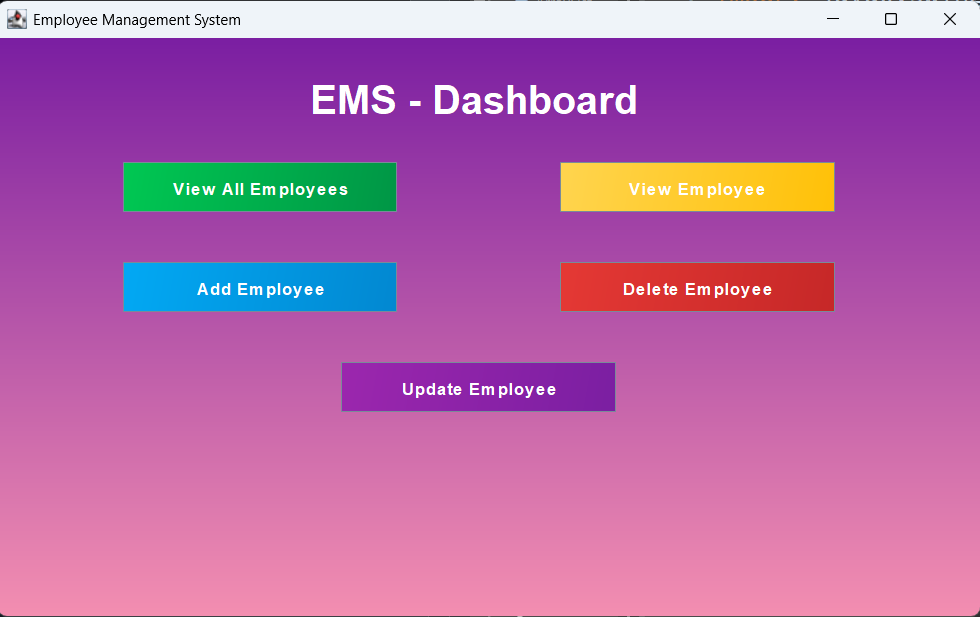 Employee Management System
EMS - Dashboard
View All Employees
View Employee
Add Employee
Delete Employee
Update Employee